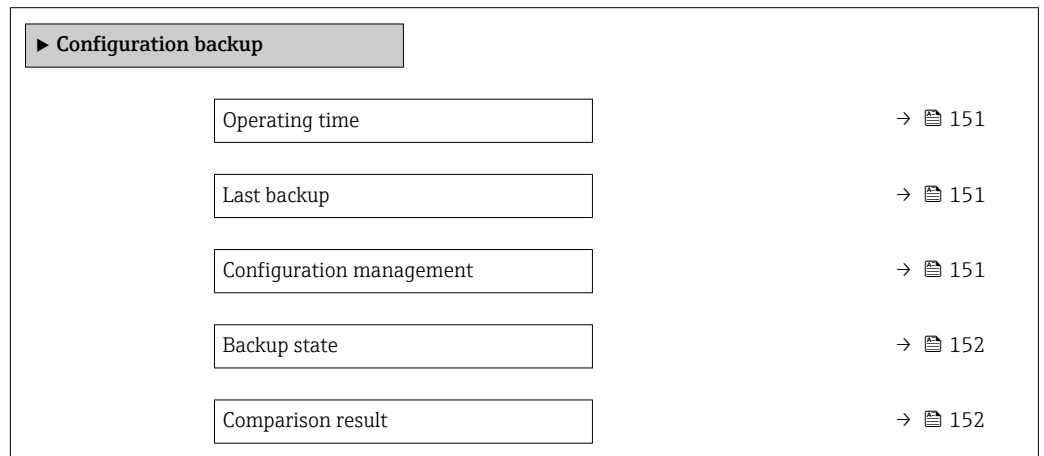 ▶ Configuration backup
Operating time → 151
Last backup → 151
Configuration management → 151
Backup state → 152
Comparison result → 152